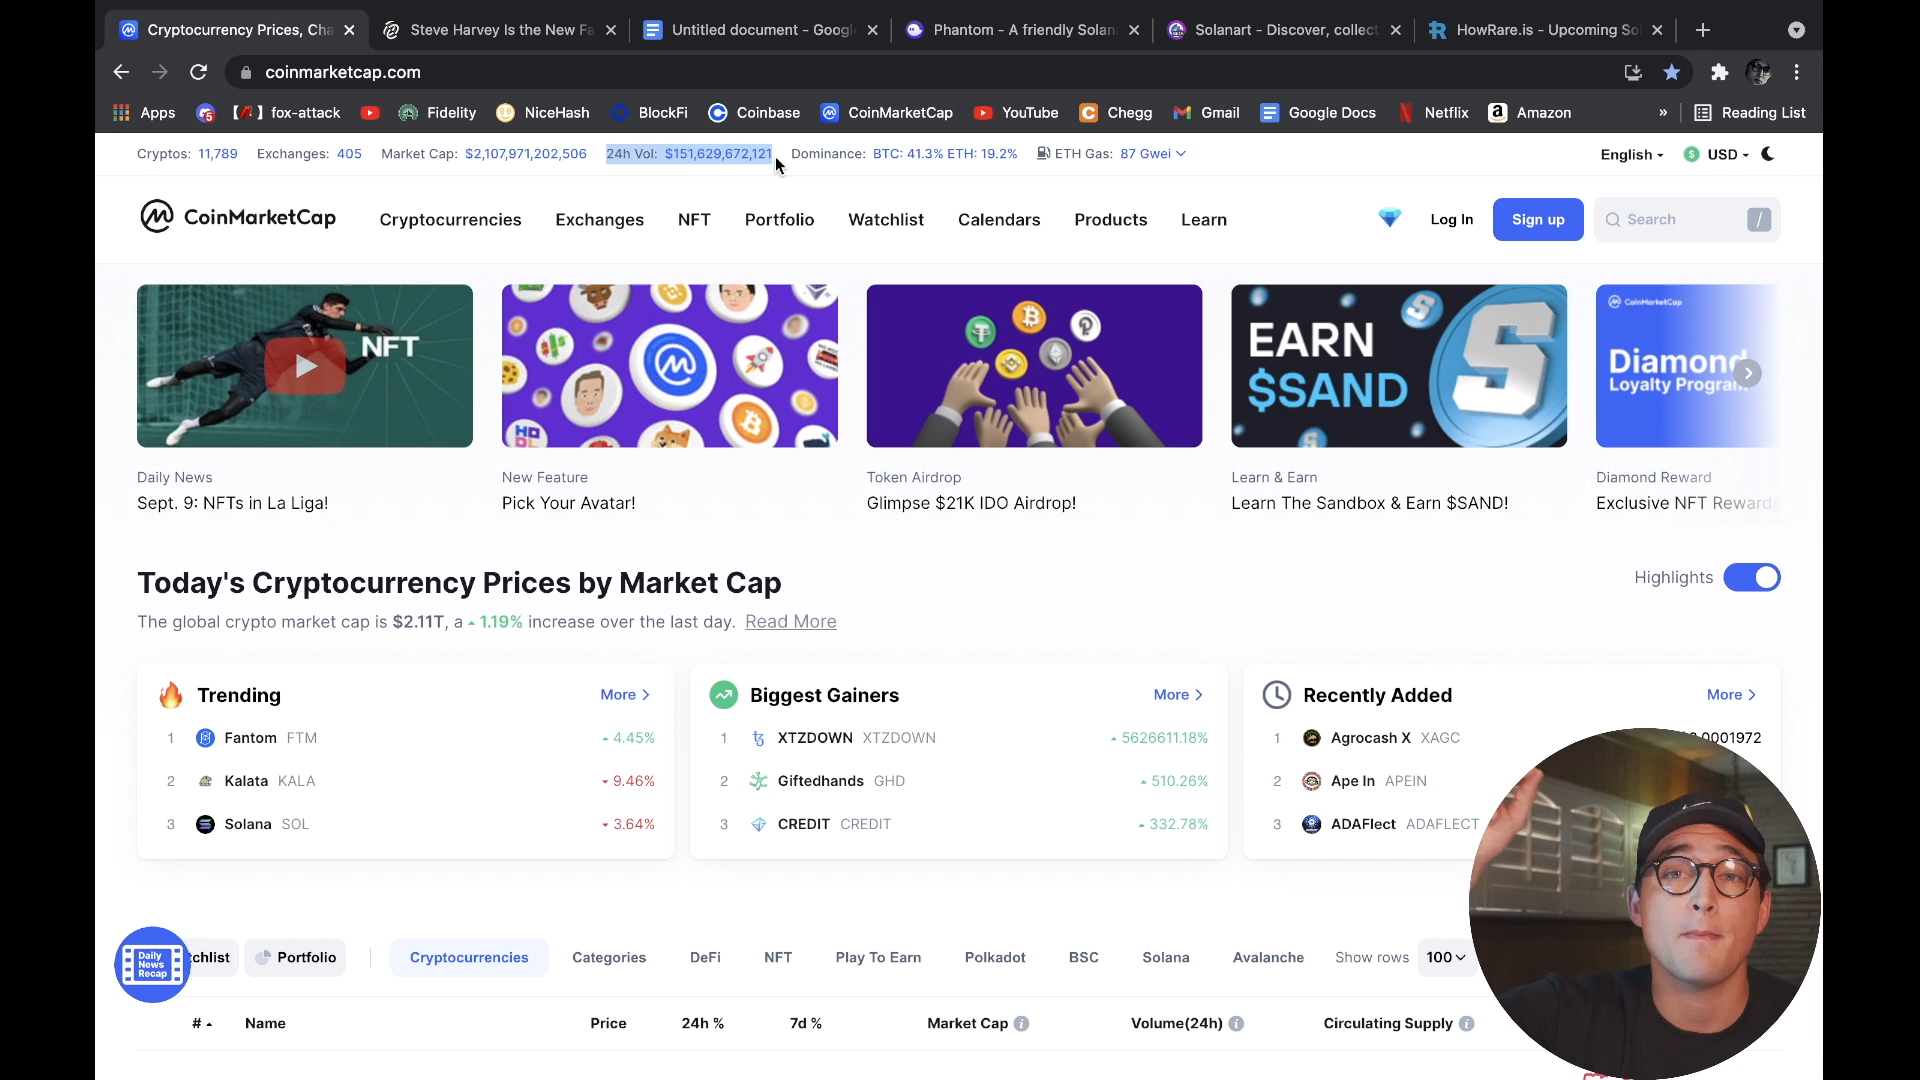 Cryptocurrency Prices, Cha
Steve Harvey Is the New Fa
Untitled document - Google
Phantom - A friendly Solan
Solanart - Discover, collect
HowRare.is - Upcoming Sol
coinmarketcap.com
Apps
fox-attack
Fidelity
NiceHash
BlockFi
Coinbase
CoinMarketCap
YouTube
Chegg
Gmail
Google Docs
Netflix
Amazon
»
Reading List
Cryptos: 11,789 Exchanges: 405 Market Cap: $2,107,971,202,506 24h Vol: $151,629,672,121 Dominance: BTC: 41.3% ETH: 19.2% ETH Gas: 87 Gwei
English
USD
CoinMarketCap
Cryptocurrencies
Exchanges
NFT
Portfolio
Watchlist
Calendars
Products
Learn
Log In
Sign up
Search
/
NFT
EARN
$SAND
CoinMarketCap
Diamond
Loyalty Program
Daily News
Sept. 9: NFTs in La Liga!
New Feature
Pick Your Avatar!
Token Airdrop
Glimpse $21K IDO Airdrop!
Learn & Earn
Learn The Sandbox & Earn $SAND!
Diamond Reward
Exclusive NFT Rewards
Today's Cryptocurrency Prices by Market Cap
Highlights
The global crypto market cap is $2.11T, a 1.19% increase over the last day. Read More
Trending
More >
1 Fantom FTM 4.45%
2 Kalata KALA 9.46%
3 Solana SOL 3.64%
Biggest Gainers
More >
1 XTZDOWN XTZDOWN 5626611.18%
2 Giftedhands GHD 510.26%
3 CREDIT CREDIT 332.78%
Recently Added
More >
1 Agrocash X XAGC 0.0001972
2 Ape In APEIN
3 ADAFlect ADAFLECT
Daily
News
Recap
tchlist
Portfolio
Cryptocurrencies
Categories
DeFi
NFT
Play To Earn
Polkadot
BSC
Solana
Avalanche
Show rows
100
# Name Price 24h % 7d % Market Cap Volume(24h) Circulating Supply